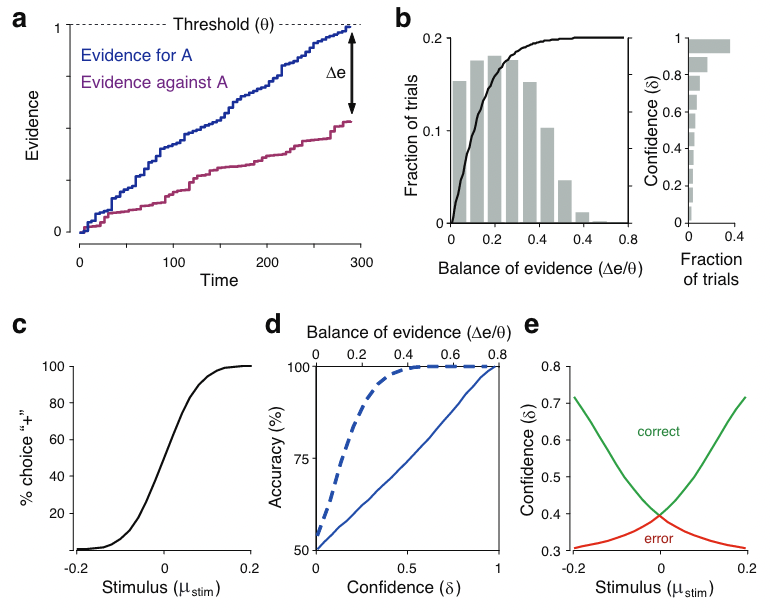 a
Threshold (θ)
1
Evidence for A
Evidence against A
Δe
1
0
Evidence
0
100
200
300
Time
b
0.2
0.1
0
Fraction of trials
0
0.2
0.4
0.4
0.8
Balance of evidence (Δe/θ)
1
0.8
0.6
0.4
0.2
0
Confidence (δ)
0
0.4
Fraction
of trials
c
100
80
60
40
20
% choice “+”
-0.2
0
0.2
Stimulus (μstim)
d
Balance of evidence (Δe/θ)
0
0.2
0.4
0.6
0.8
100
75
50
Accuracy (%)
0
0.5
1
Confidence (δ)
e
0.8
0.7
0.6
0.5
0.4
0.3
Confidence (δ)
correct
error
-0.2
0
0.2
Stimulus (μstim)